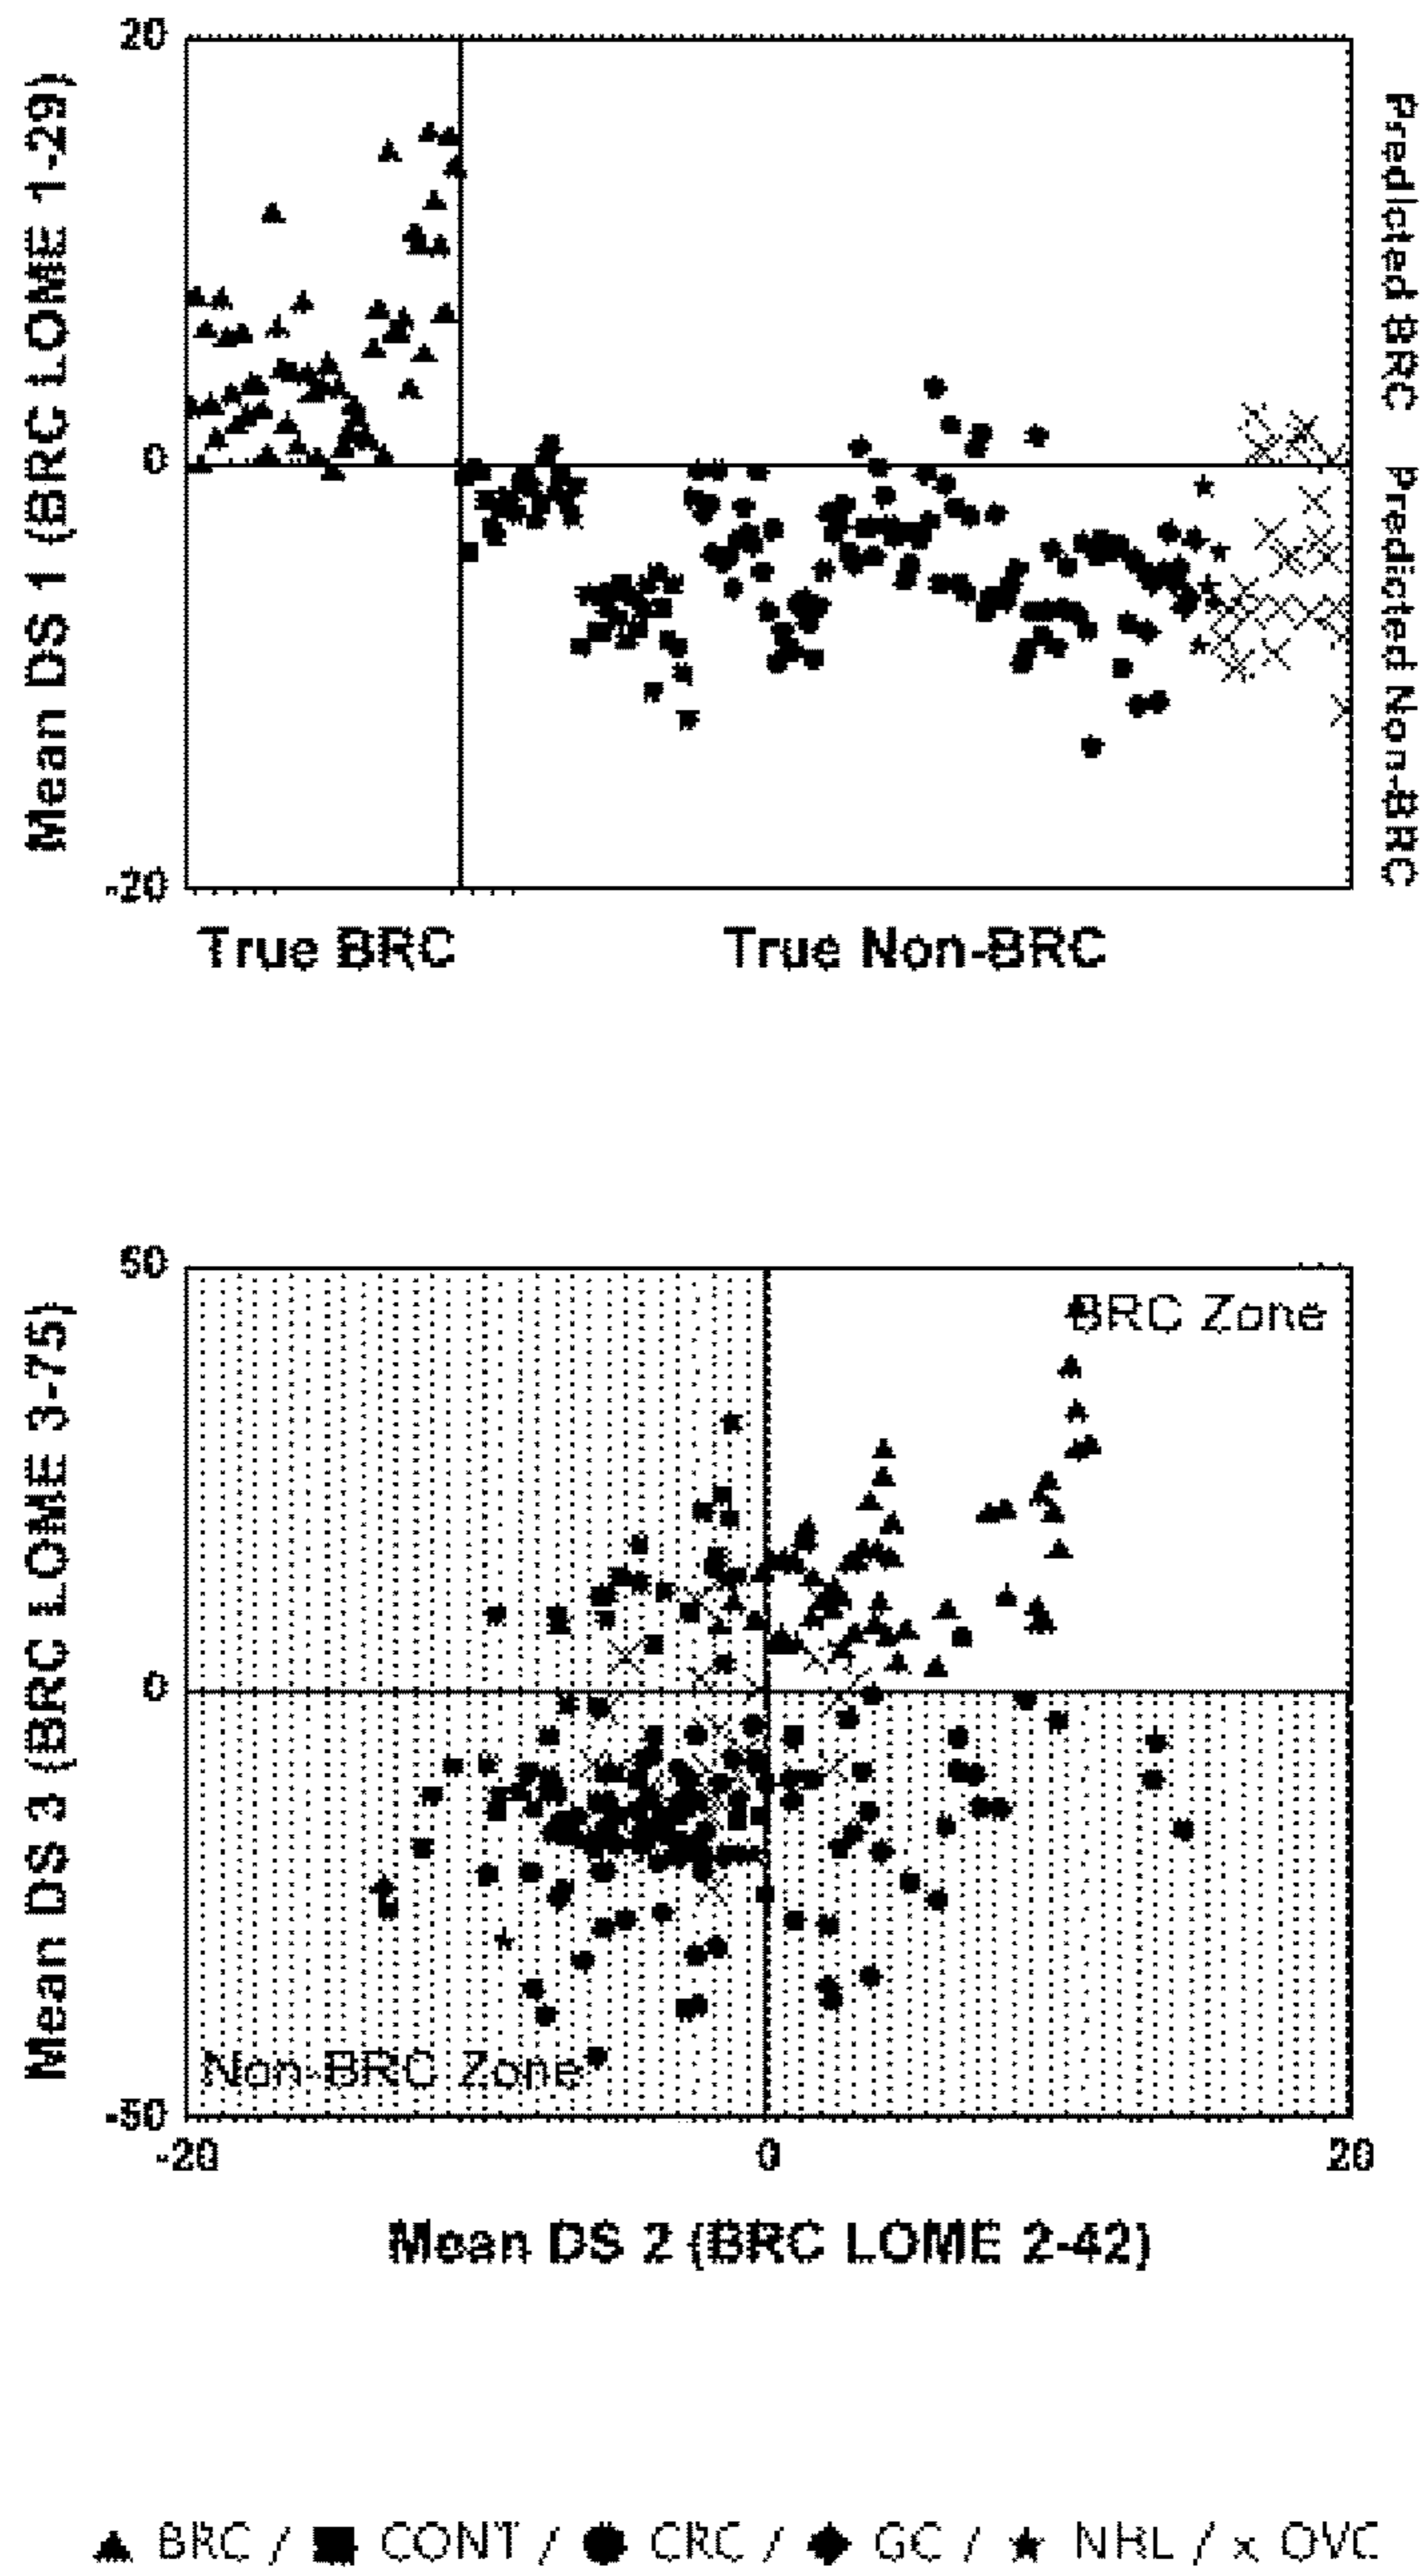 Mean DS 1 (BRC LOME 1-29)
20
0
-20
Predicted BRC
Predicted Non-BRC
True BRC
True Non-BRC
Mean DS 3 (BRC LOME 3-75)
50
0
-50
BRC Zone
Non-BRC Zone
-20
0
20
Mean DS 2 (BRC LOME 2-42)
BRC / CONT / CRC / GC / NHL / x OVC